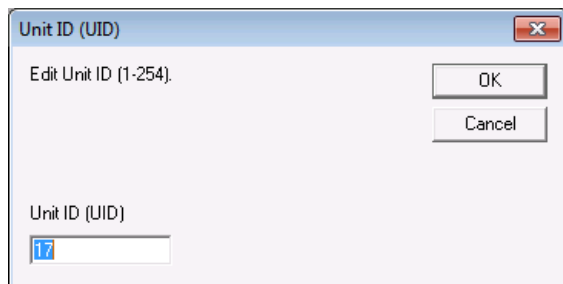 Unit ID (UID)
Edit Unit ID (1-254).
OK
Cancel
Unit ID (UID)
17